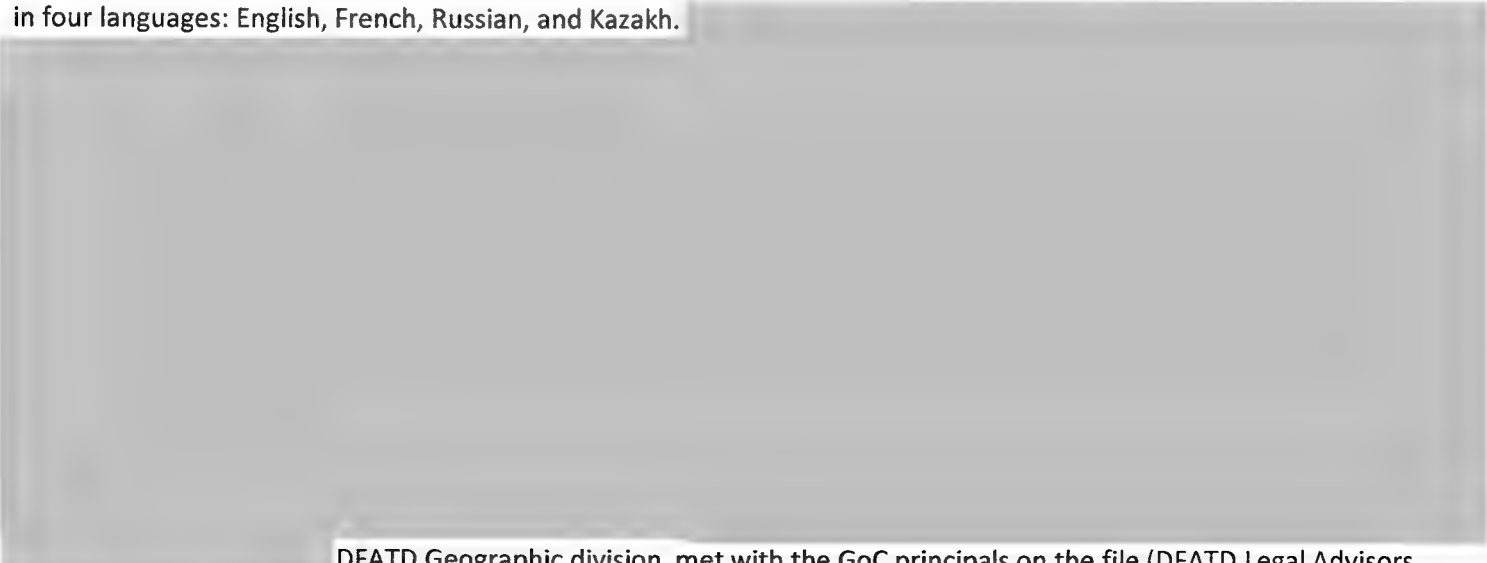 in four languages: English, French, Russian, and Kazakh.
DFATD Geographic division, met with the GoC principals on the file (DFATD Legal Advisors